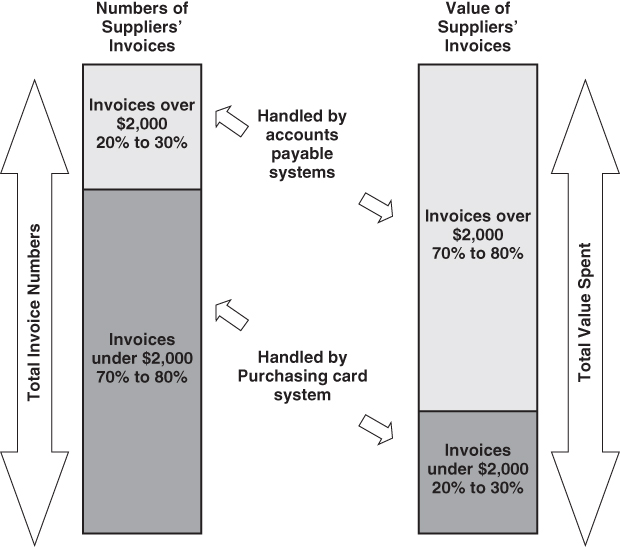 Numbers of
Suppliers’
Invoices
Value of
Suppliers’
Invoices
Invoices over
$2,000
20% to 30%
Handled by
accounts
payable
systems
Invoices over
$2,000
70% to 80%
Total Invoice Numbers
Total Value Spent
Invoices
under $2,000
70% to 80%
Handled by
Purchasing card
system
Invoices
under $2,000
20% to 30%